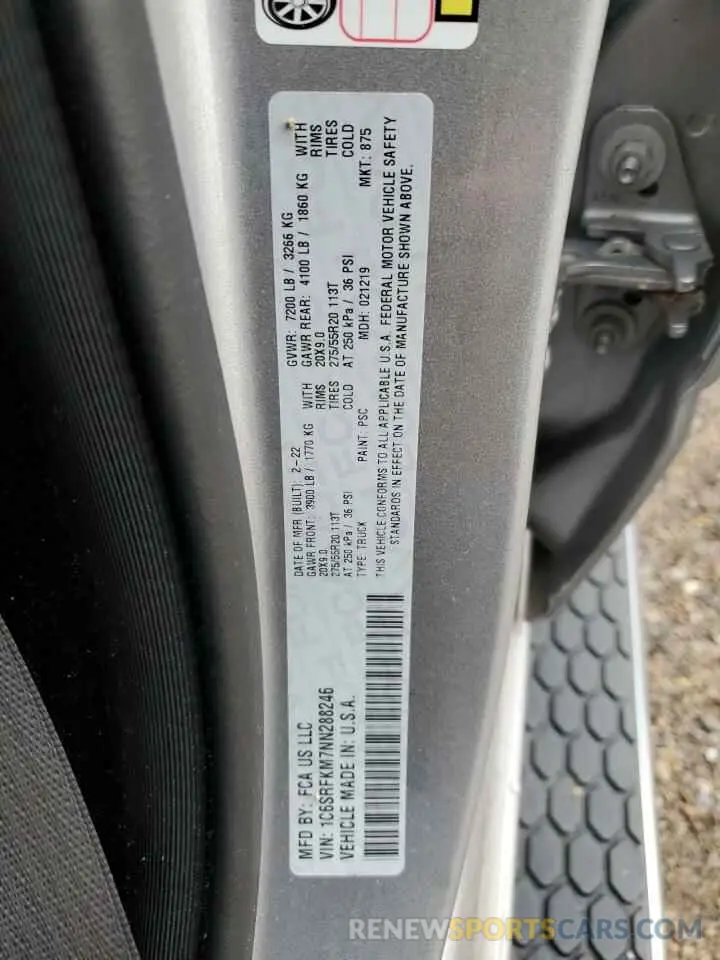 MFD BY: FCA US LLC
VIN: 1C6SRFKM7NN288246
VEHICLE MADE IN: U.S.A.
DATE OF MFR (BUILT): 2-22
GVWR: 7200 LB / 3266 KG
GAWR FRONT: 3900 LB / 1770 KG WITH
20X9.0 RIMS
275/55R20 113T TIRES
AT 250 kPa / 36 PSI COLD
GAWR REAR: 4100 LB / 1860 KG WITH
20X9.0 RIMS
275/55R20 113T TIRES
AT 250 kPa / 36 PSI COLD
TYPE: TRUCK PAINT: PSC MDH: 021219 MKT: 875
THIS VEHICLE CONFORMS TO ALL APPLICABLE U.S.A. FEDERAL MOTOR VEHICLE SAFETY
STANDARDS IN EFFECT ON THE DATE OF MANUFACTURE SHOWN ABOVE.
RENEWSPORTSCARS.COM